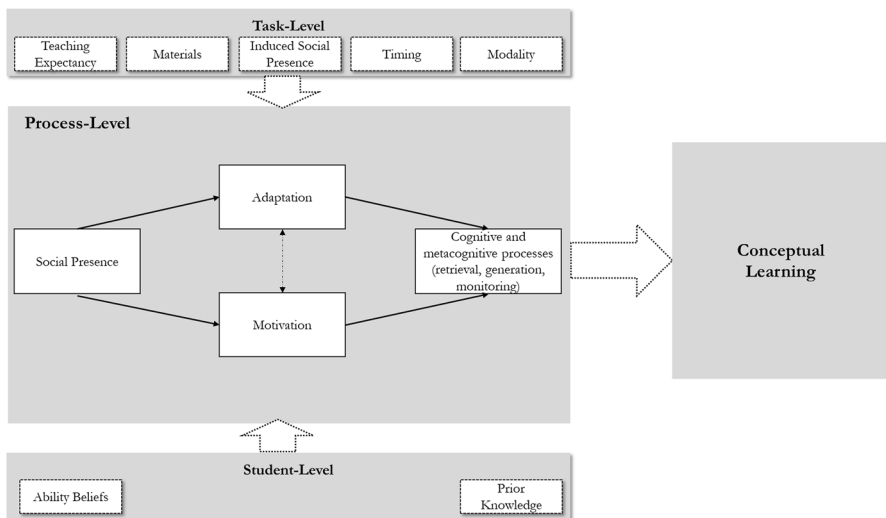 Task-Level
Teaching
Expectancy
Materials
Induced Social
Presence
Timing
Modality
Process-Level
Adaptation
Social Presence
Cognitive and
metacognitive processes
(retrieval, generation,
monitoring)
Motivation
Conceptual
Learning
Student-Level
Ability Beliefs
Prior
Knowledge